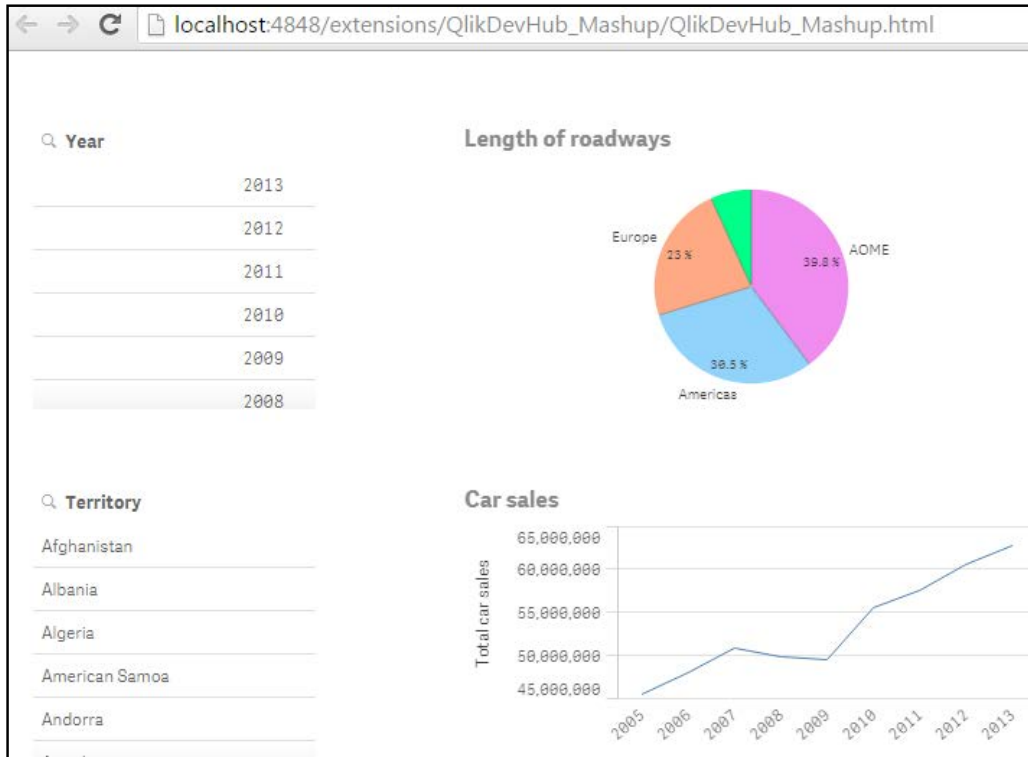 localhost:4848/extensions/QlikDevHub_Mashup/QlikDevHub_Mashup.html
Year
2013
2012
2011
2010
2009
2008
Length of roadways
Europe
23 %
39.8 %
AOME
30.5 %
Americas
Territory
Afghanistan
Albania
Algeria
American Samoa
Andorra
Car sales
Total car sales
65,000,000
60,000,000
55,000,000
50,000,000
45,000,000
2005 2006 2007 2008 2009 2010 2011 2012 2013